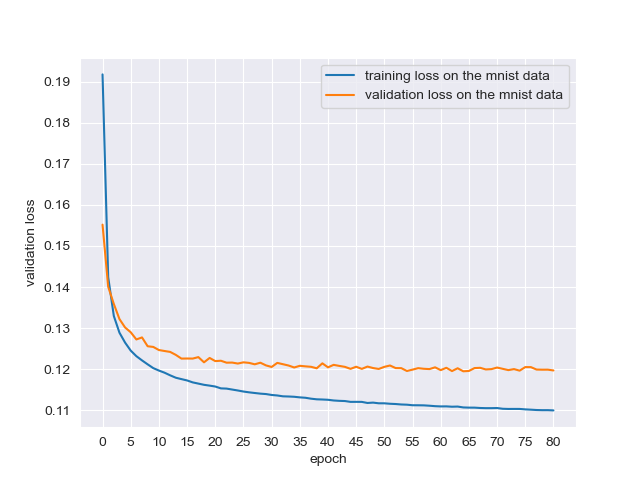 training loss on the mnist data
validation loss on the mnist data
0.19
0.18
0.17
0.16
0.15
0.14
0.13
0.12
0.11
validation loss
0 5 10 15 20 25 30 35 40 45 50 55 60 65 70 75 80
epoch